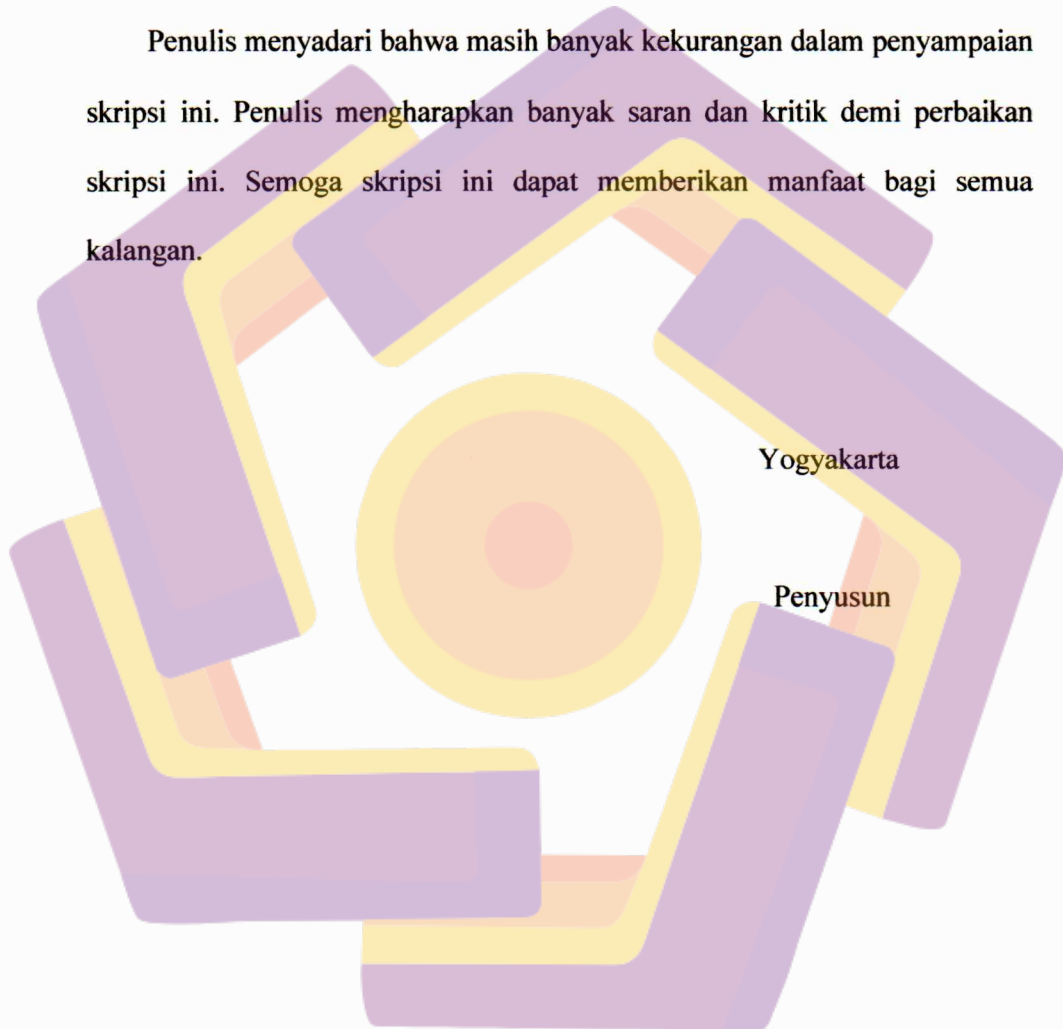 Penulis menyadari bahwa masih banyak kekurangan dalam penyampaian
skripsi ini. Penulis mengharapkan banyak saran dan kritik demi perbaikan
skripsi ini. Semoga skripsi ini dapat memberikan manfaat bagi semua
kalangan.
Yogyakarta
Penyusun